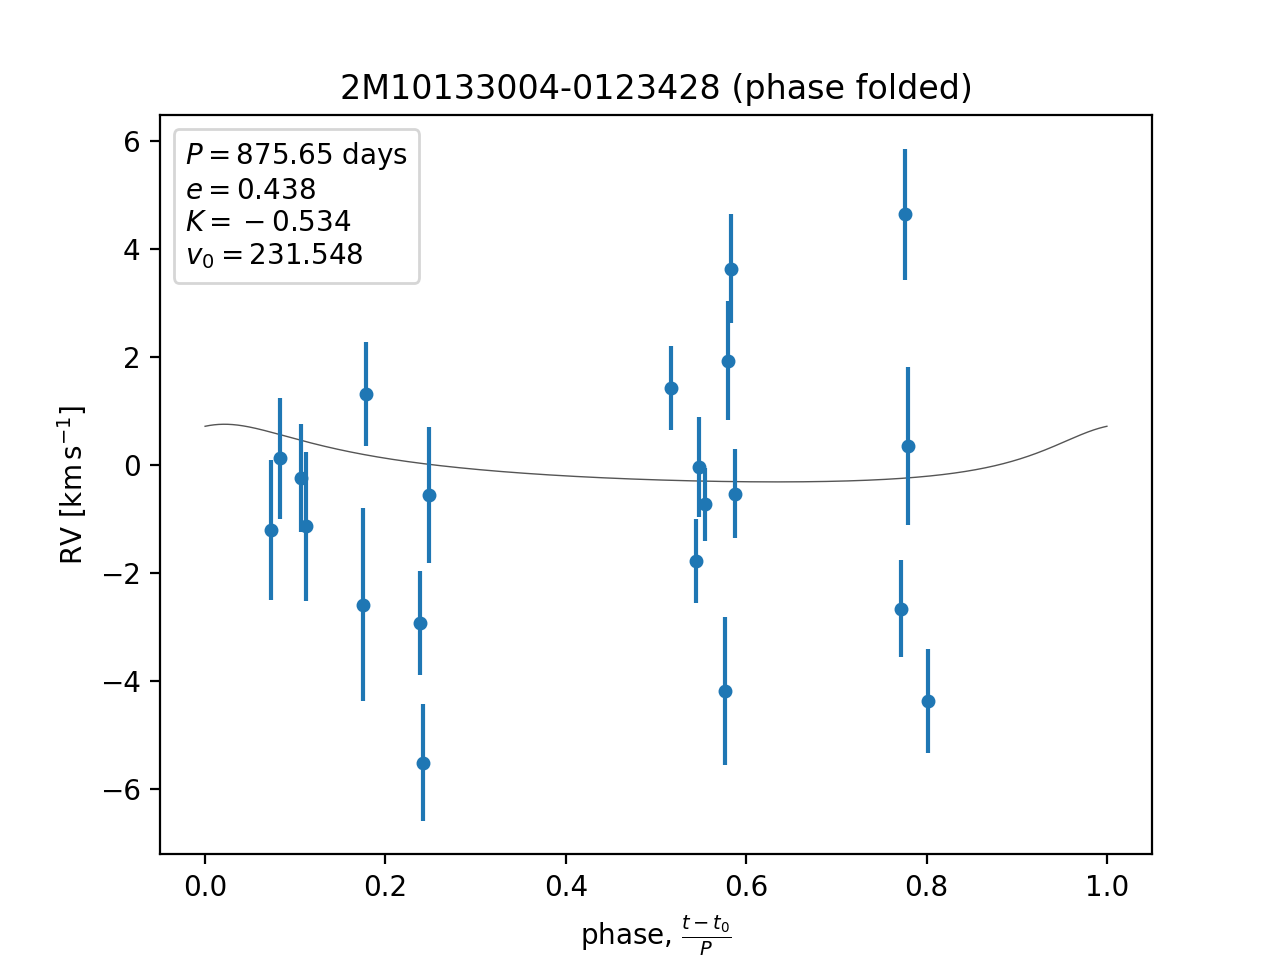 2M10133004-0123428 (phase folded)
P = 875.65 days
e = 0.438
K = −0.534
v₀ = 231.548
6
4
2
0
−2
−4
−6
RV [km s⁻¹]
0.0 0.2 0.4 0.6 0.8 1.0
phase, (t − t₀)/P